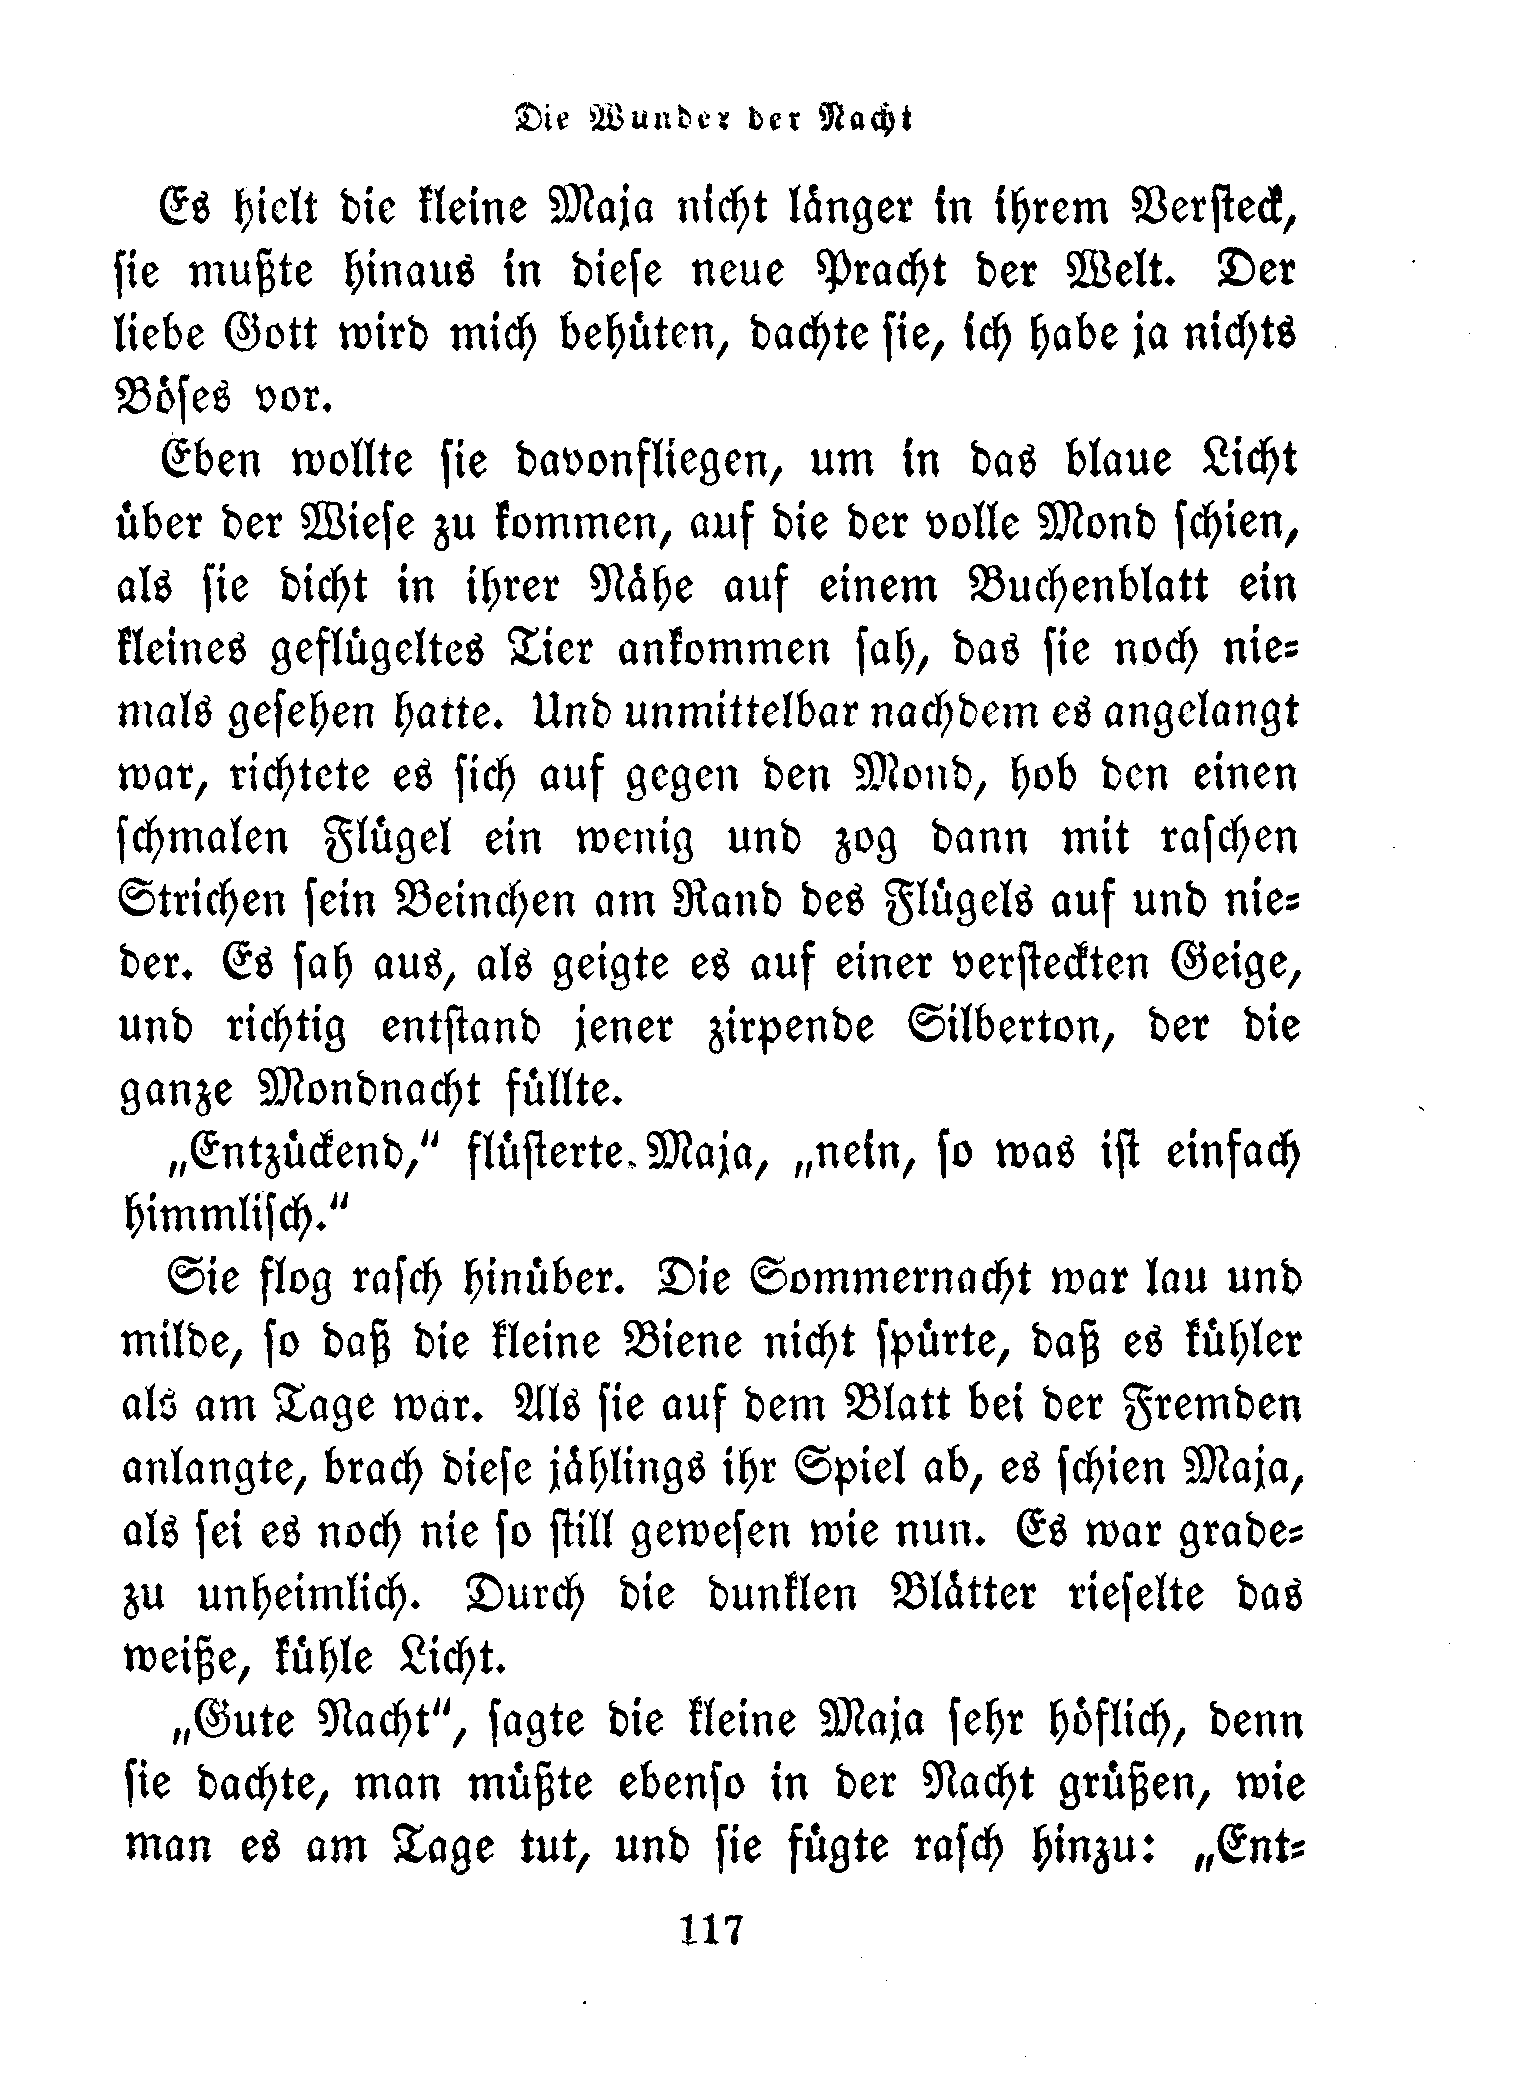 Die Wunder der Nacht
Es hielt die kleine Maja nicht länger in ihrem Versteck,
sie mußte hinaus in diese neue Pracht der Welt. Der
liebe Gott wird mich behüten, dachte sie, ich habe ja nichts
Böses vor.
Eben wollte sie davonfliegen, um in das blaue Licht
über der Wiese zu kommen, auf die der volle Mond schien,
als sie dicht in ihrer Nähe auf einem Buchenblatt ein
kleines geflügeltes Tier ankommen sah, das sie noch nie-
mals gesehen hatte. Und unmittelbar nachdem es angelangt
war, richtete es sich auf gegen den Mond, hob den einen
schmalen Flügel ein wenig und zog dann mit raschen
Strichen sein Beinchen am Rand des Flügels auf und nie-
der. Es sah aus, als geigte es auf einer versteckten Geige,
und richtig entstand jener zirpende Silberton, der die
ganze Mondnacht füllte.
„Entzückend,“ flüsterte Maja, „nein, so was ist einfach
himmlisch.“
Sie flog rasch hinüber. Die Sommernacht war lau und
milde, so daß die kleine Biene nicht spürte, daß es kühler
als am Tage war. Als sie auf dem Blatt bei der Fremden
anlangte, brach diese jählings ihr Spiel ab, es schien Maja,
als sei es noch nie so still gewesen wie nun. Es war grade-
zu unheimlich. Durch die dunklen Blätter rieselte das
weiße, kühle Licht.
„Gute Nacht“, sagte die kleine Maja sehr höflich, denn
sie dachte, man müßte ebenso in der Nacht grüßen, wie
man es am Tage tut, und sie fügte rasch hinzu: „Ent-
117